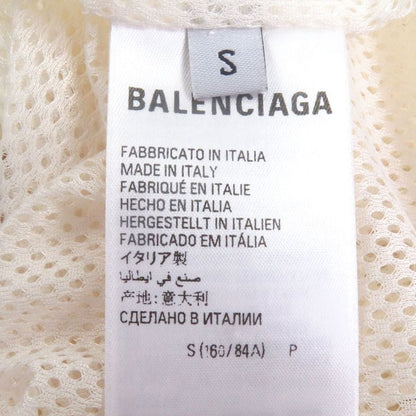 S
BALENCIAGA
FABBRICATO IN ITALIA
MADE IN ITALY
FABRIQUÉ EN ITALIE
HECHO EN ITALIA
HERGESTELLT IN ITALIEN
FABRICADO EM ITÁLIA
イタリア製
صنع في ايطاليا
产地: 意大利
СДЕЛАНО В ИТАЛИИ
S (160/84A) P